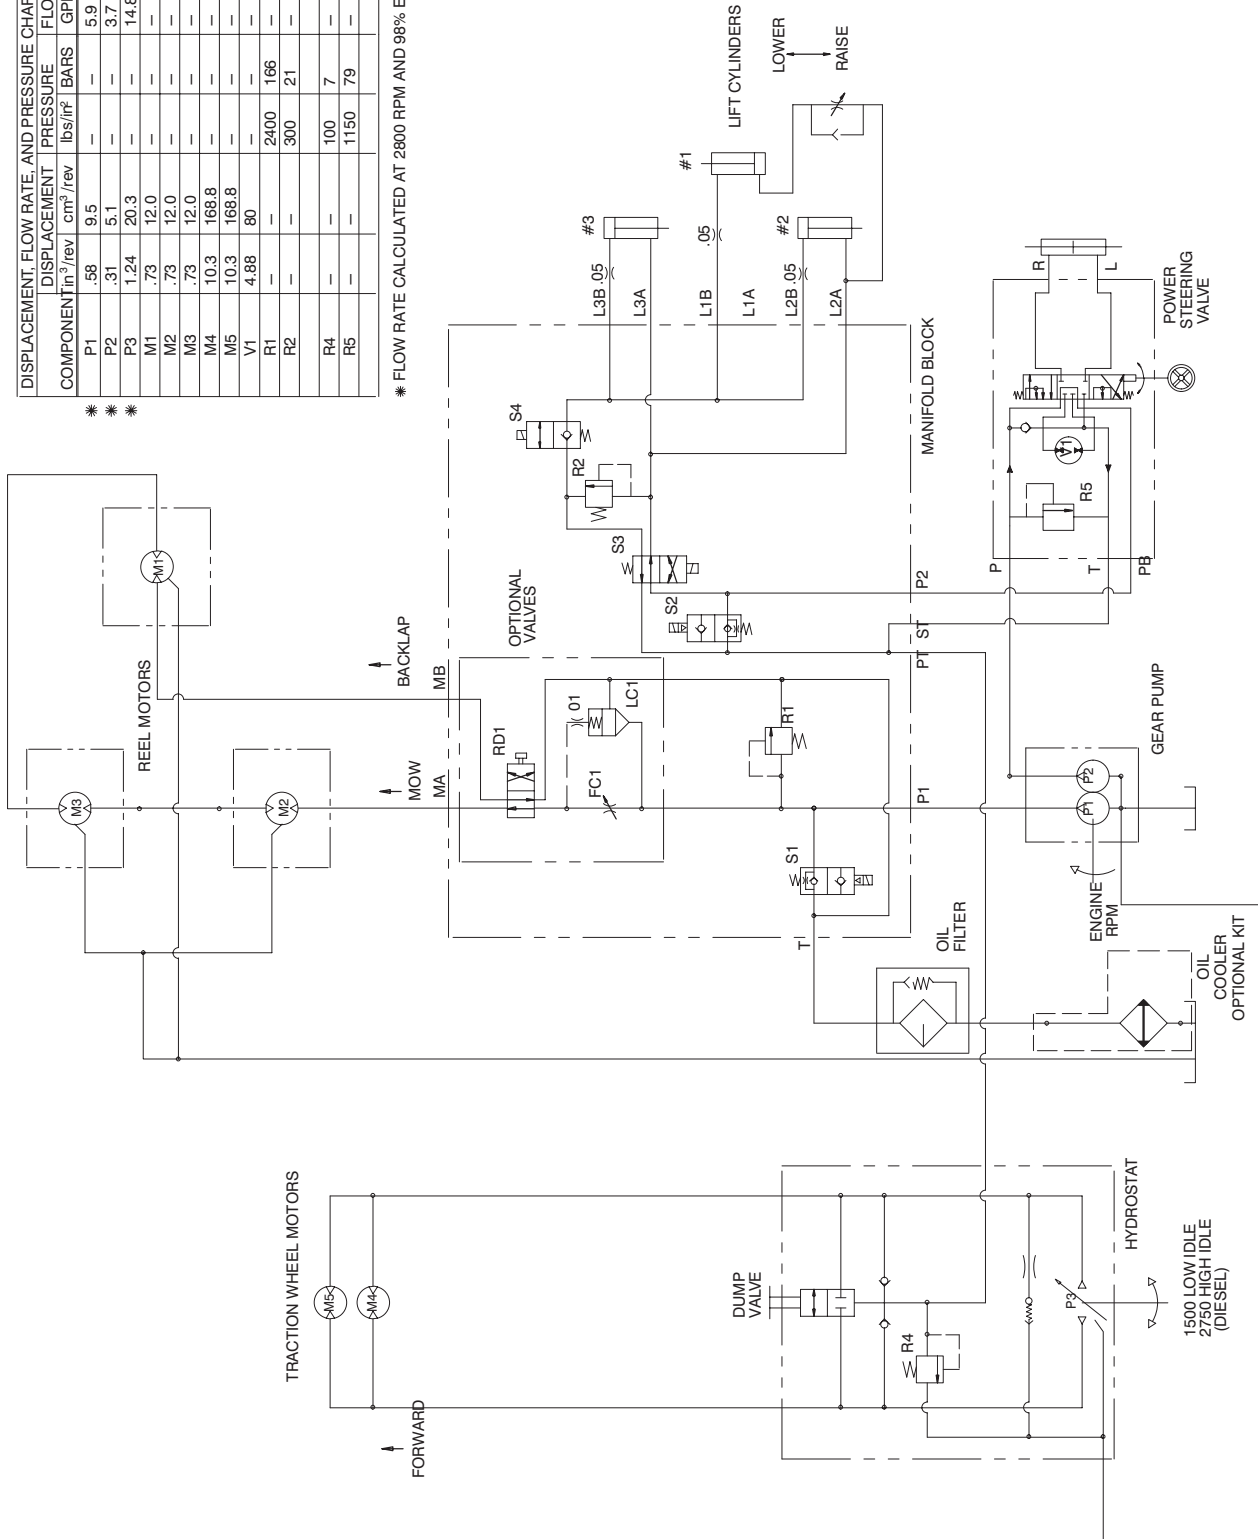 DISPLACEMENT, FLOW RATE, AND PRESSURE
DISPLACEMENT PRESSURE
COMPONENT in³/rev cm³/rev lbs/in² BARS
* P1 .58 9.5 – – 5.9
* P2 .31 5.1 – – 3.7
* P3 1.24 20.3 – –
M1 .73 12.0 – – –
M2 .73 12.0 – – –
M3 .73 12.0 – – –
M4 10.3 168.8 – – –
M5 10.3 168.8 – – –
V1 4.88 80 – – –
R1 – – 2400 166 –
R2 – – 300 21 –
R4 – – 100 7 –
R5 – – 1150 79 –
* FLOW RATE CALCULATED AT 2800 RPM AND 98%
LIFT CYLINDERS
LOWER
RAISE
#1
#3
#2
.05
.05
.05
L3B
L3A
L1B
L1A
L2B
L2A
MANIFOLD BLOCK
S4
R2
S3
S2
P2
ST
PT
R
L
POWER
STEERING
VALVE
V1
R5
P
T
PB
M1
REEL MOTORS
M3
M2
BACKLAP
MB
MOW
MA
OPTIONAL
VALVES
RD1
.01
LC1
FC1
R1
P1
S1
T
GEAR PUMP
P2
P1
ENGINE
RPM
OIL
FILTER
OIL
COOLER
OPTIONAL KIT
TRACTION WHEEL MOTORS
M5
M4
FORWARD
DUMP
VALVE
R4
P3
HYDROSTAT
1500 LOW IDLE
2750 HIGH IDLE
(DIESEL)